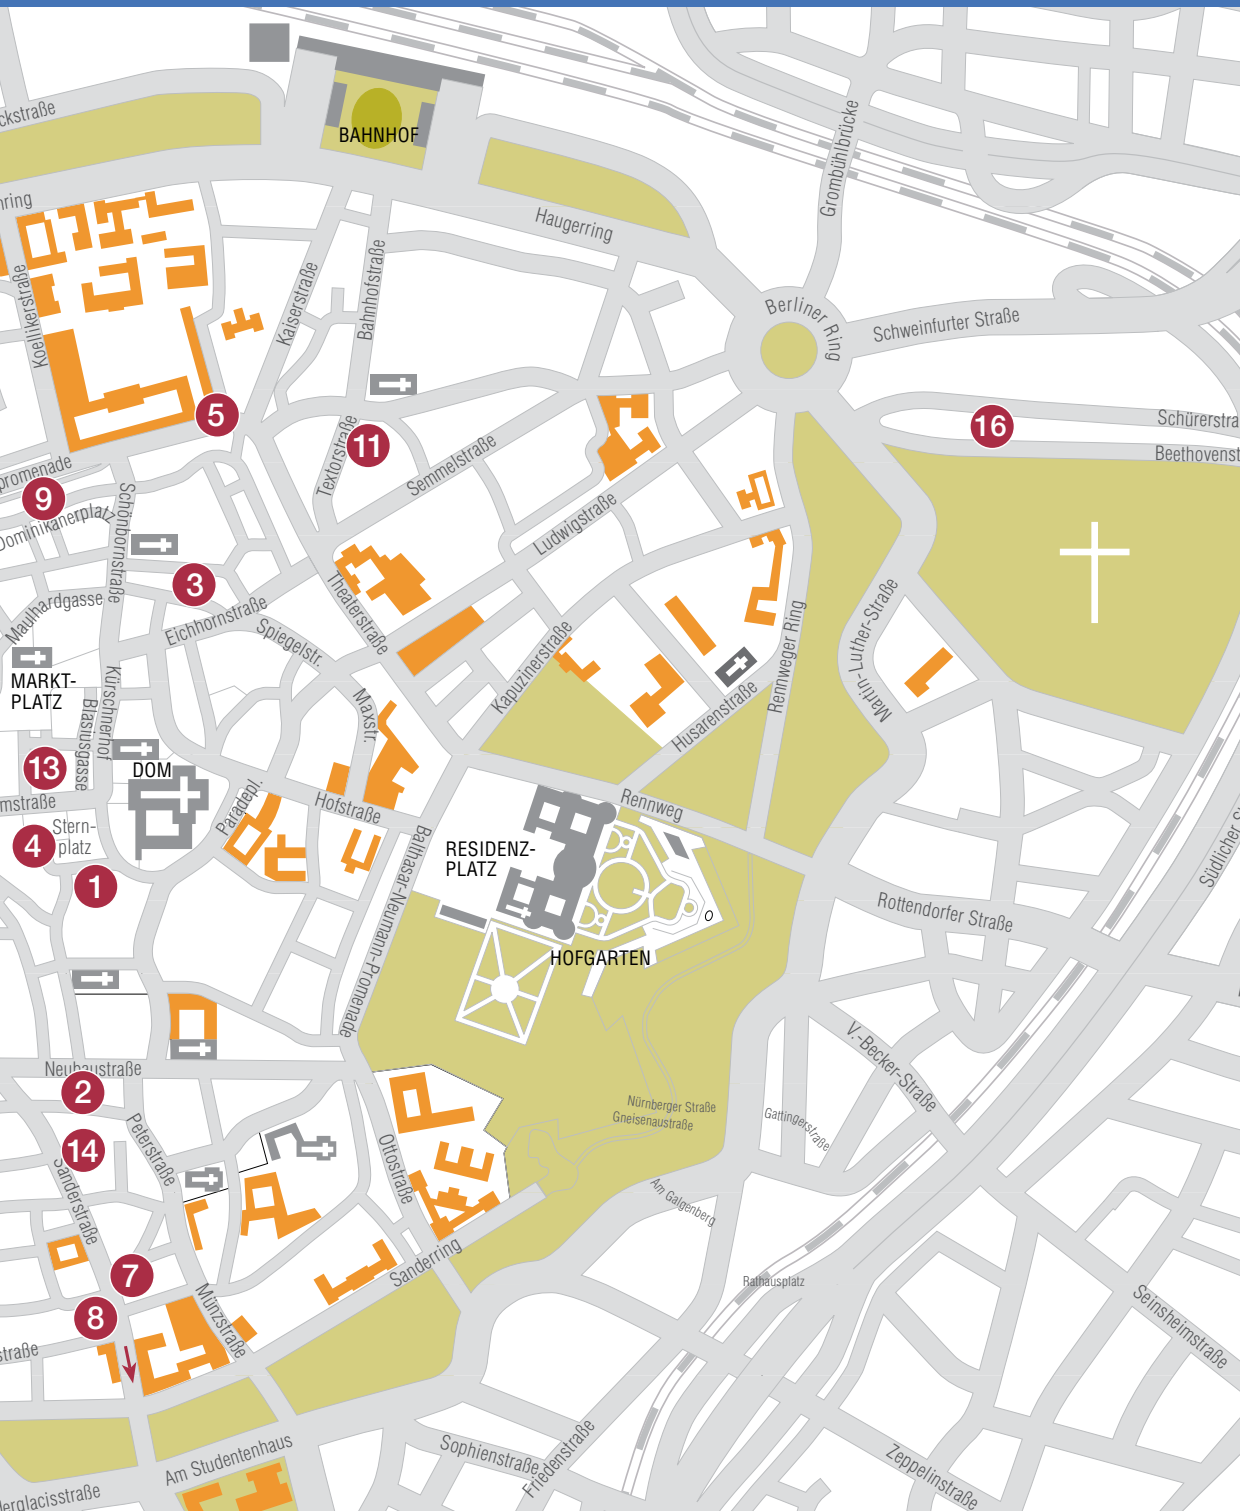 BAHNHOF
Grombühlbrücke
Haugerring
Koellikerstraße
Kaiserstraße
Bahnhofstraße
Berliner Ring
Schweinfurter Straße
5
11
16
Schürerstra
Beethovenst
Textorstraße
Semmelstraße
promenade
9
Dominikanerplatz
Schönbornstraße
Ludwigstraße
3
Maulhardgasse
Eichhornstraße
Spiegelstr.
Theaterstraße
Kapuzinerstraße
Rennweger Ring
Martin-Luther-Straße
MARKT-
PLATZ
Kürschnerhof
Blasiusgasse
Maxstr.
Husarenstraße
13
DOM
mstraße
Paradepl.
Hofstraße
Rennweg
Stern-
platz
4
1
Balthasar-Neumann-Promenade
RESIDENZ-
PLATZ
HOFGARTEN
Rottendorfer Straße
Neubaustraße
2
V.-Becker-Straße
Nürnberger Straße
Gneisenaustraße
Gattingerstraße
14
Peterstraße
Sanderstraße
Ottostraße
Am Galgenberg
7
8
Sanderring
Rathausplatz
Münzstraße
Seinsheimstraße
straße
Am Studentenhaus
Sophienstraße
Friedenstraße
Zeppelinstraße